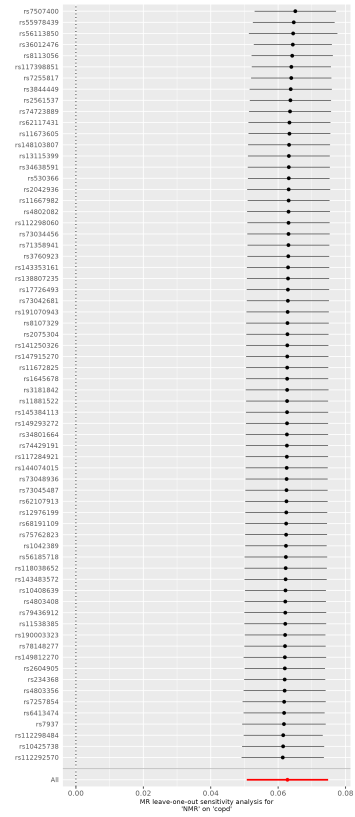 rs7507400
rs55978439
rs56113850
rs36012476
rs8113056
rs117398851
rs7255817
rs3844449
rs2561537
rs74723889
rs62117431
rs11673605
rs148103807
rs13115399
rs34638591
rs530366
rs2042936
rs11667982
rs4802082
rs112298060
rs73034456
rs71358941
rs3760923
rs143353161
rs138807235
rs17726493
rs73042681
rs191070943
rs8107329
rs2075304
rs141250326
rs147915270
rs11672825
rs1645678
rs3181842
rs11881522
rs145384113
rs149293272
rs34801664
rs74429191
rs117284921
rs144074015
rs73048936
rs73045487
rs62107913
rs12976199
rs68191109
rs75762823
rs1042389
rs56185718
rs118038652
rs143483572
rs10408639
rs4803408
rs79436912
rs11538385
rs190003323
rs78148277
rs149812270
rs2604905
rs234368
rs4803356
rs7257854
rs6413474
rs7937
rs112298484
rs10425738
rs112292570
All
0.00 0.02 0.04 0.06 0.08
MR leave-one-out sensitivity analysis for
'NMR' on 'copd'